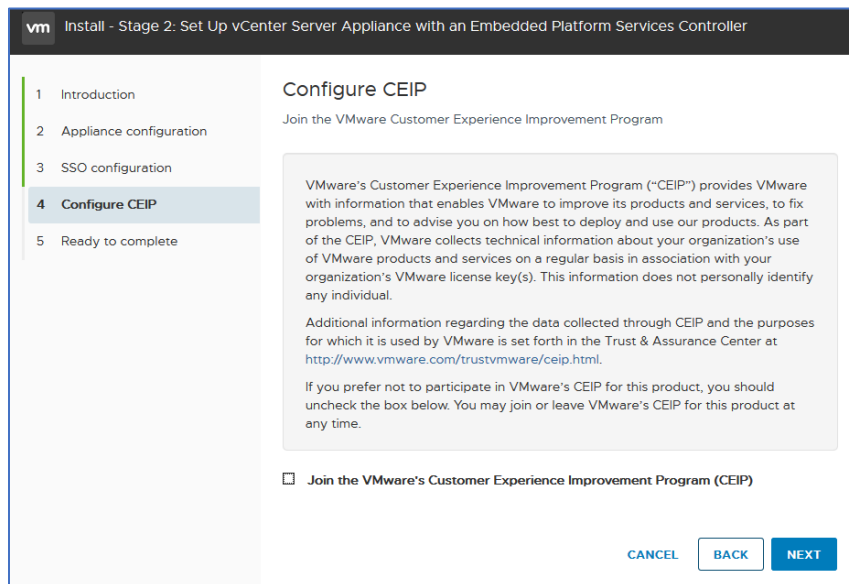 vm Install - Stage 2: Set Up vCenter Server Appliance with an Embedded Platform Services Controller
1 Introduction
2 Appliance configuration
3 SSO configuration
4 Configure CEIP
5 Ready to complete
Configure CEIP
Join the VMware Customer Experience Improvement Program
VMware's Customer Experience Improvement Program ("CEIP") provides VMware
with information that enables VMware to improve its products and services, to fix
problems, and to advise you on how best to deploy and use our products. As part
of the CEIP, VMware collects technical information about your organization's use
of VMware products and services on a regular basis in association with your
organization's VMware license key(s). This information does not personally identify
any individual.
Additional information regarding the data collected through CEIP and the purposes
for which it is used by VMware is set forth in the Trust & Assurance Center at
http://www.vmware.com/trustvmware/ceip.html.
If you prefer not to participate in VMware's CEIP for this product, you should
uncheck the box below. You may join or leave VMware's CEIP for this product at
any time.
Join the VMware's Customer Experience Improvement Program (CEIP)
CANCEL BACK NEXT